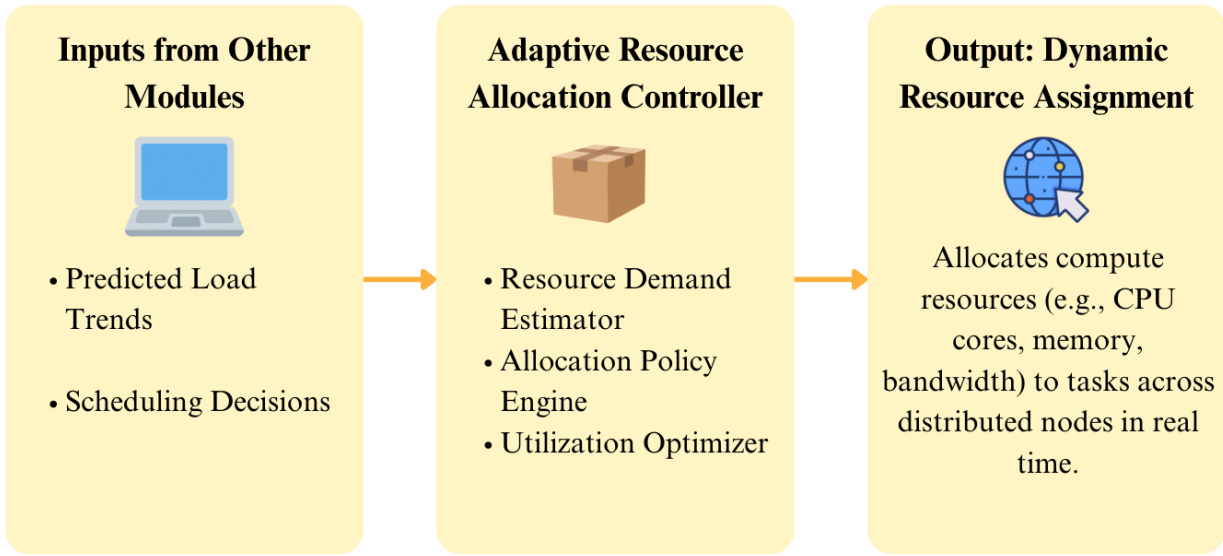 Inputs from Other
Modules
• Predicted Load
Trends
• Scheduling Decisions
Adaptive Resource
Allocation Controller
• Resource Demand
Estimator
• Allocation Policy
Engine
• Utilization Optimizer
Output: Dynamic
Resource Assignment
Allocates compute
resources (e.g., CPU
cores, memory,
bandwidth) to tasks across
distributed nodes in real
time.